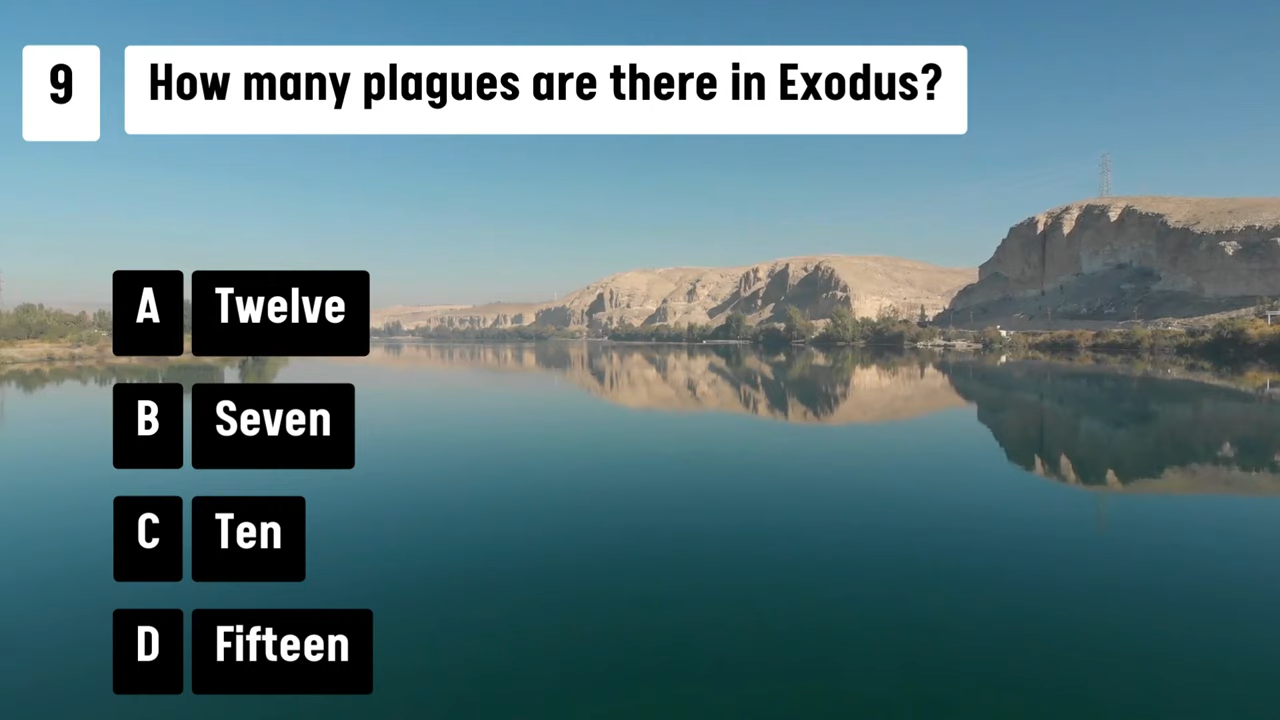 9 How many plagues are there in Exodus?
A Twelve
B Seven
C Ten
D Fifteen